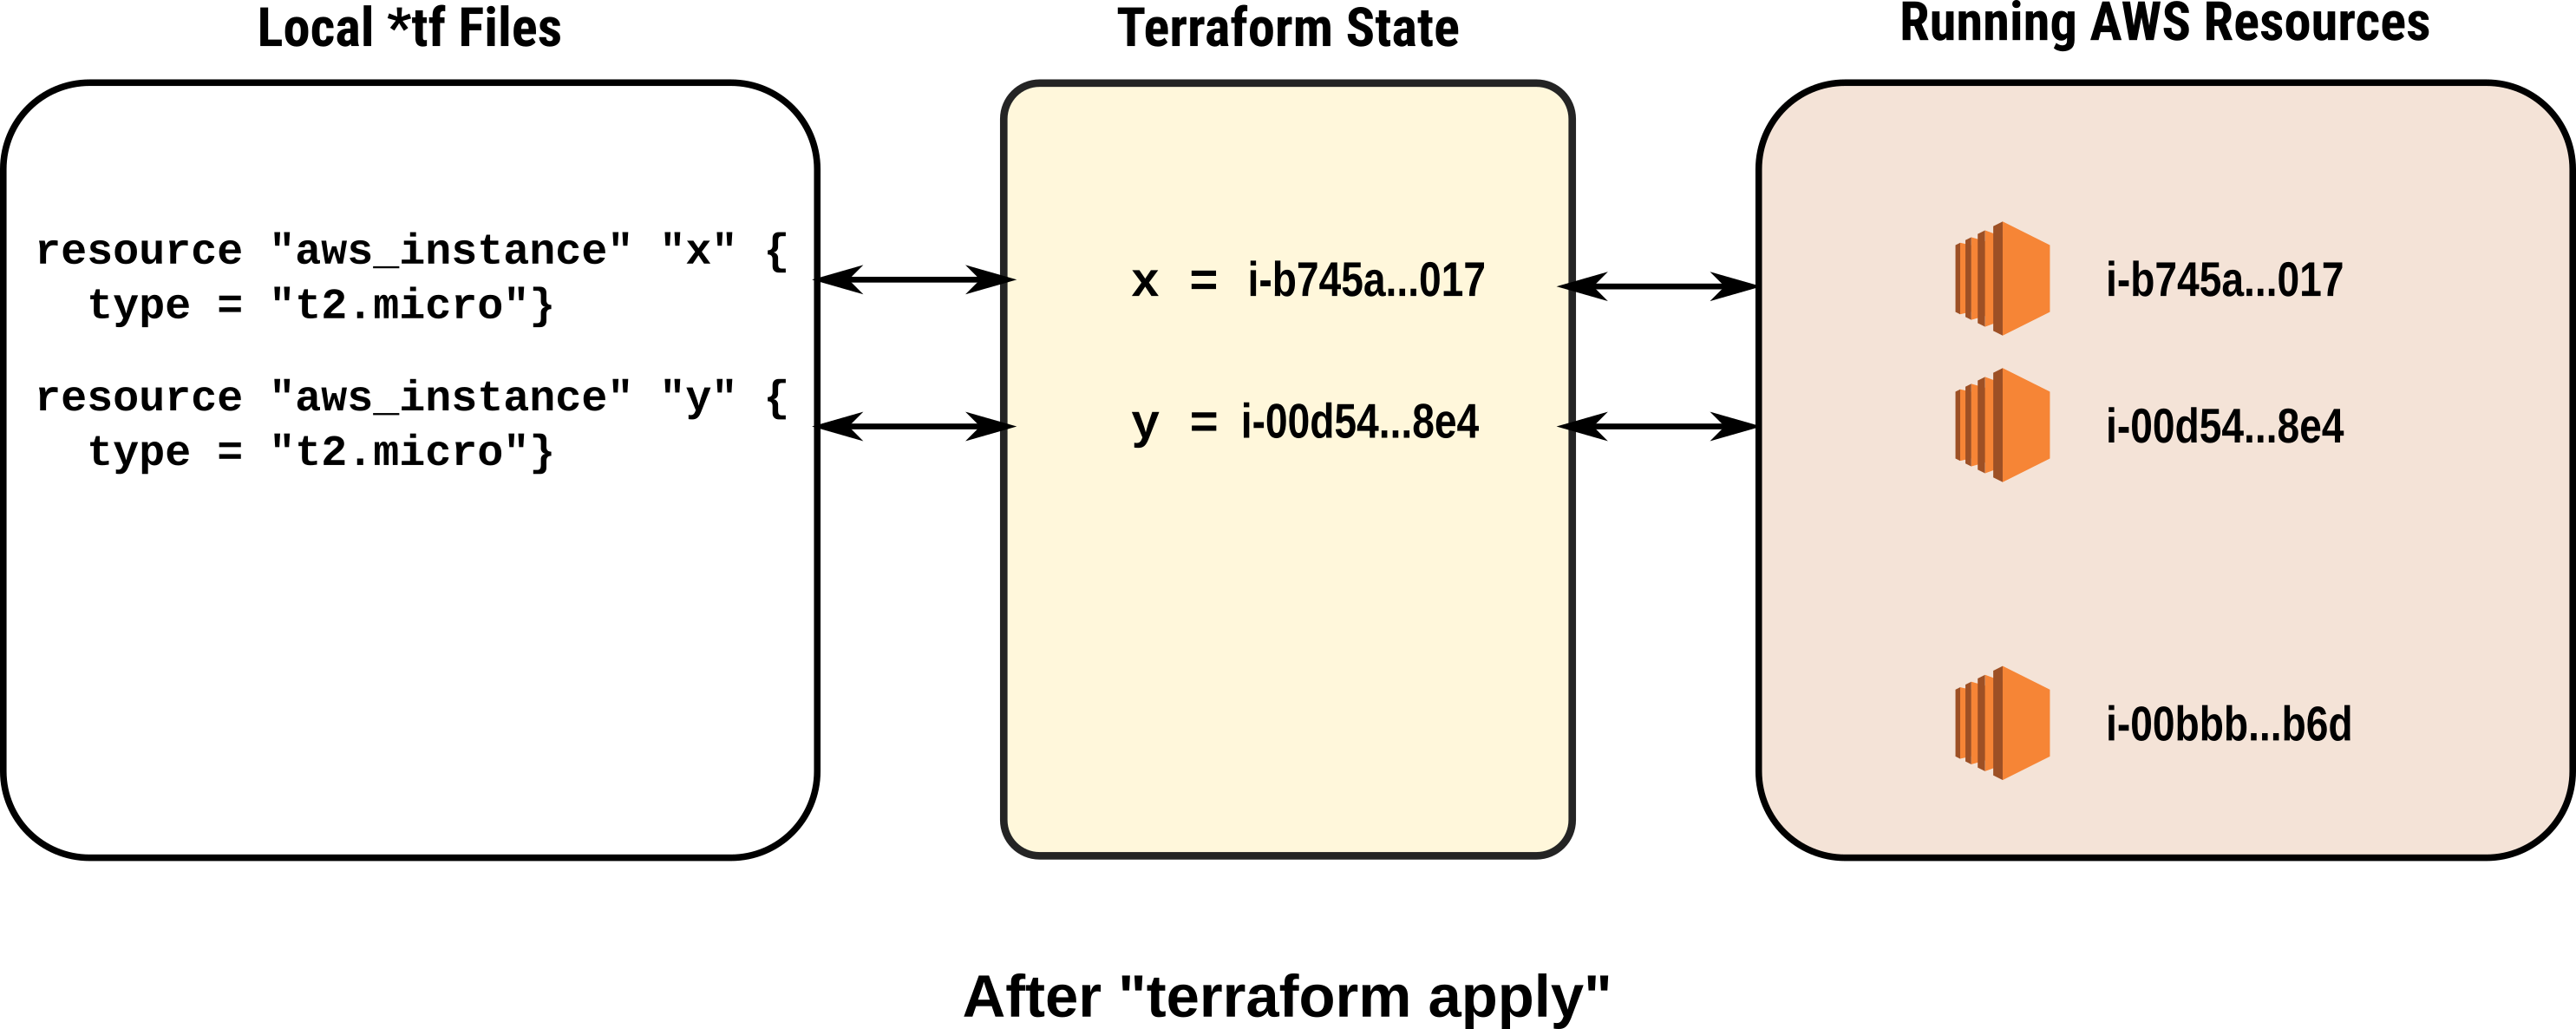 Local *tf Files
resource "aws_instance" "x" {
  type = "t2.micro"}
resource "aws_instance" "y" {
  type = "t2.micro"}
Terraform State
x = i-b745a...017
y = i-00d54...8e4
Running AWS Resources
i-b745a...017
i-00d54...8e4
i-00bbb...b6d
After "terraform apply"